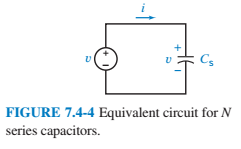 i
+
v
+
v
Cs
FIGURE 7.4-4 Equivalent circuit for N
series capacitors.